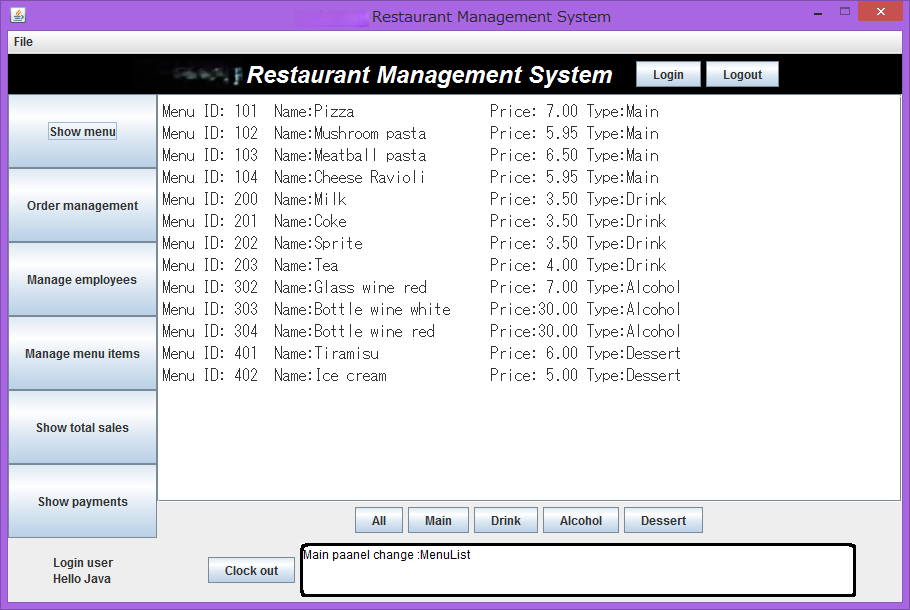 Restaurant Management System
File
Restaurant Management System Login Logout
Show menu
Order management
Manage employees
Manage menu items
Show total sales
Show payments
Menu ID: 101 Name:Pizza Price: 7.00 Type:Main
Menu ID: 102 Name:Mushroom pasta Price: 5.95 Type:Main
Menu ID: 103 Name:Meatball pasta Price: 6.50 Type:Main
Menu ID: 104 Name:Cheese Ravioli Price: 5.95 Type:Main
Menu ID: 200 Name:Milk Price: 3.50 Type:Drink
Menu ID: 201 Name:Coke Price: 3.50 Type:Drink
Menu ID: 202 Name:Sprite Price: 3.50 Type:Drink
Menu ID: 203 Name:Tea Price: 4.00 Type:Drink
Menu ID: 302 Name:Glass wine red Price: 7.00 Type:Alcohol
Menu ID: 303 Name:Bottle wine white Price:30.00 Type:Alcohol
Menu ID: 304 Name:Bottle wine red Price:30.00 Type:Alcohol
Menu ID: 401 Name:Tiramisu Price: 6.00 Type:Dessert
Menu ID: 402 Name:Ice cream Price: 5.00 Type:Dessert
All Main Drink Alcohol Dessert
Login user
Hello Java
Clock out
Main paanel change :MenuList